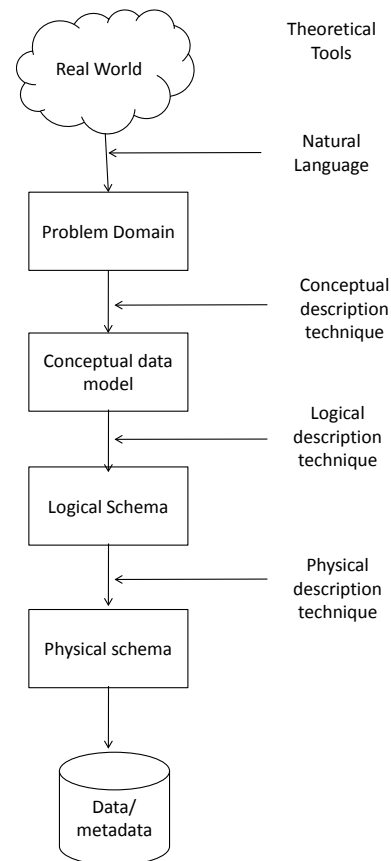 Theoretical
Tools
Real World
Natural
Language
Problem Domain
Conceptual
description
technique
Conceptual data
model
Logical
description
technique
Logical Schema
Physical
description
technique
Physical schema
Data/
metadata